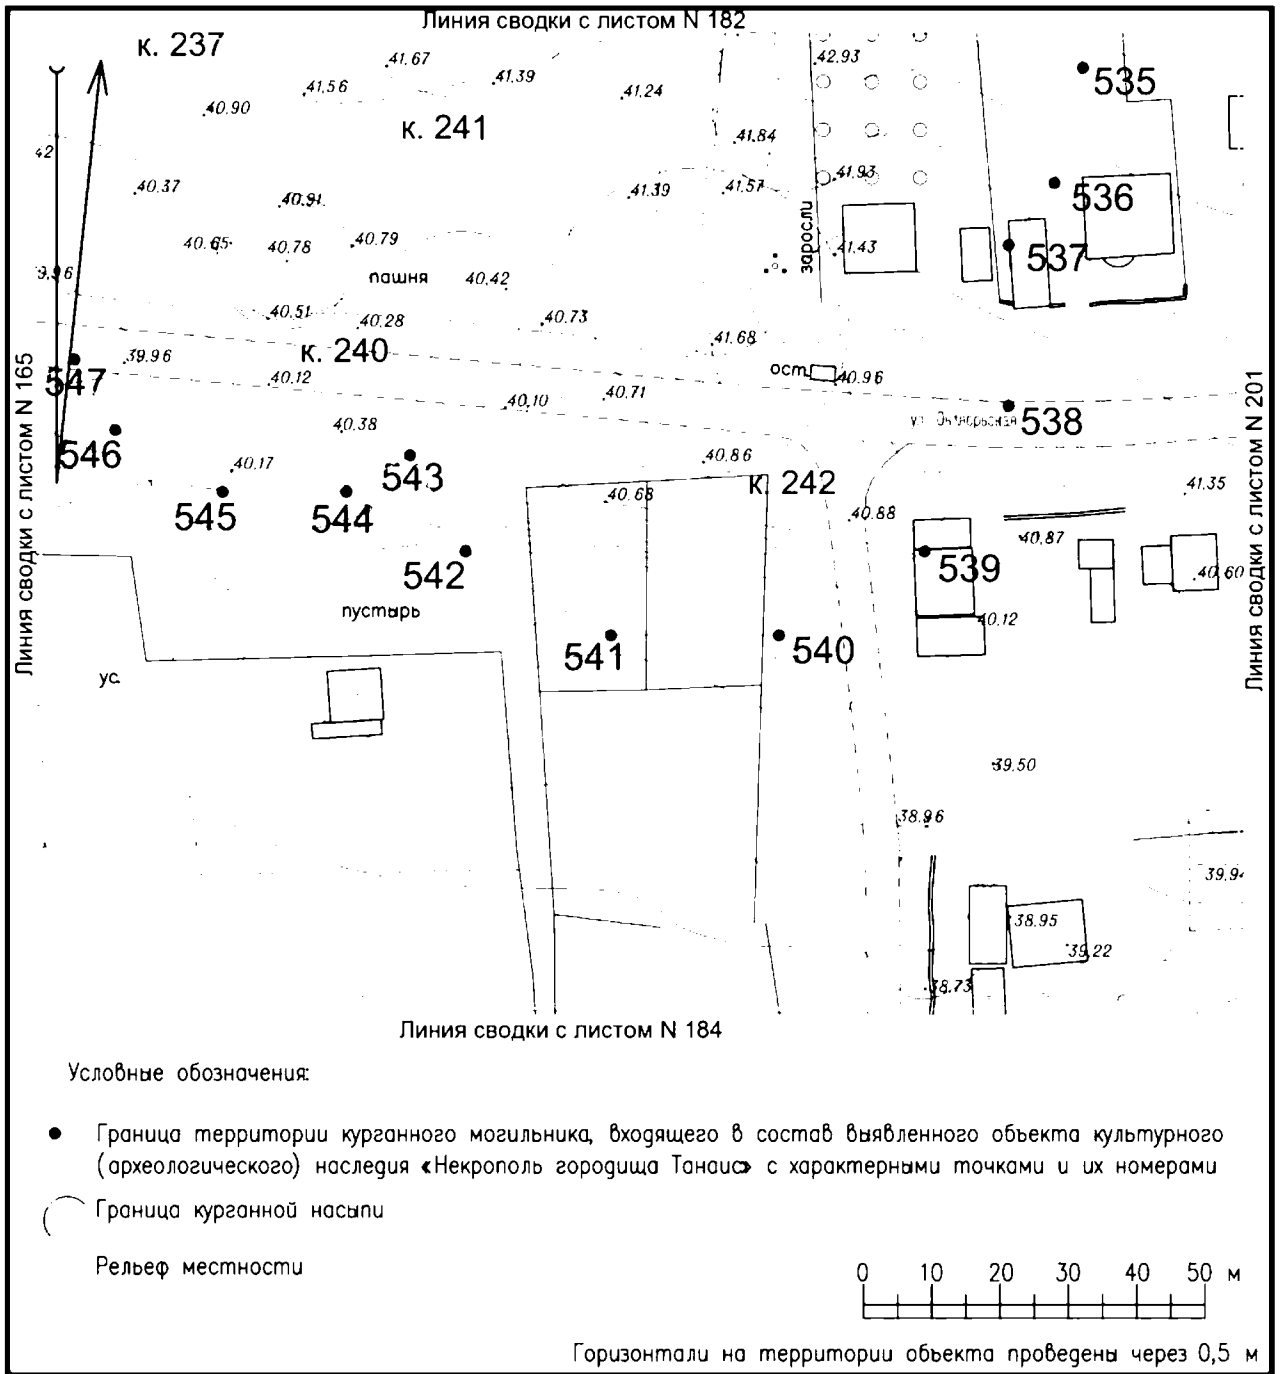 Линия сводки с листом N 182
к. 237
41.67
41.39
42.93
535
41.56
41.24
40.90
к. 241
41.84
42
40.37
41.39
41.57
41.93
536
40.91
заросли
40.65
40.78
40.79
41.43
537
пашня
40.42
40.51
40.28
40.73
41.68
39.96
к. 240
ост.
40.96
547
40.12
40.71
40.10
ул. Октябрьская
538
Линия сводки с листом N 165
Линия сводки с листом N 201
40.38
546
40.17
543
40.86
к. 242
41.35
545
544
40.68
40.88
40.87
542
539
40.60
пустырь
40.12
541
540
ус.
39.50
38.96
39.94
38.95
39.22
38.73
Линия сводки с листом N 184
Условные обозначения:
Граница территории курганного могильника, входящего в состав выявленного объекта культурного
(археологического) наследия «Некрополь городища Танаис» с характерными точками и их номерами
Граница курганной насыпи
Рельеф местности
0 10 20 30 40 50 м
Горизонтали на территории объекта проведены через 0,5 м